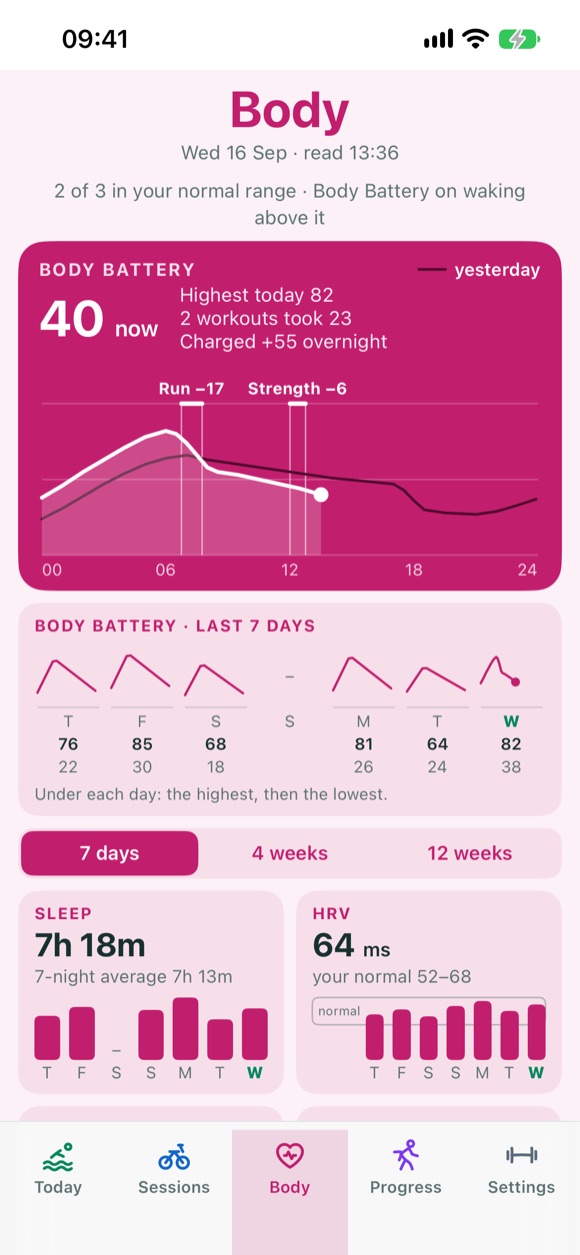 09:41
Body
Wed 16 Sep · read 13:36
2 of 3 in your normal range · Body Battery on waking
above it
BODY BATTERY
yesterday
40 now
Highest today 82
2 workouts took 23
Charged +55 overnight
Run −17 Strength −6
00 06 12 18 24
BODY BATTERY · LAST 7 DAYS
–
T F S S M T W
76 85 68 81 64 82
22 30 18 26 24 38
Under each day: the highest, then the lowest.
7 days 4 weeks 12 weeks
SLEEP
7h 18m
7-night average 7h 13m
–
T F S S M T W
HRV
64 ms
your normal 52–68
normal
T F S S M T W
Today Sessions Body Progress Settings